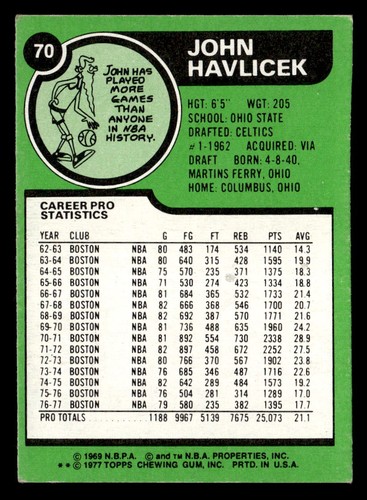 70
JOHN
HAVLICEK
JOHN HAS
PLAYED
MORE
GAMES
THAN
ANYONE
IN NBA
HISTORY.
HGT: 6'5" WGT: 205
SCHOOL: OHIO STATE
DRAFTED: CELTICS
#1-1962 ACQUIRED: VIA
DRAFT BORN: 4-8-40,
MARTINS FERRY, OHIO
HOME: COLUMBUS, OHIO
CAREER PRO
STATISTICS
YEAR CLUB G FG FT REB PTS AVG
62-63 BOSTON NBA 80 483 174 534 1140 14.3
63-64 BOSTON NBA 80 640 315 428 1595 19.9
64-65 BOSTON NBA 75 570 235 371 1375 18.3
65-66 BOSTON NBA 71 530 274 423 1334 18.8
66-67 BOSTON NBA 81 684 365 532 1733 21.4
67-68 BOSTON NBA 82 666 368 546 1700 20.7
68-69 BOSTON NBA 82 692 387 570 1771 21.6
69-70 BOSTON NBA 81 736 488 635 1960 24.2
70-71 BOSTON NBA 81 892 554 730 2338 28.9
71-72 BOSTON NBA 82 897 458 672 2252 27.5
72-73 BOSTON NBA 80 766 370 567 1902 23.8
73-74 BOSTON NBA 76 685 346 487 1716 22.6
74-75 BOSTON NBA 82 642 289 484 1573 19.2
75-76 BOSTON NBA 76 504 281 314 1289 17.0
76-77 BOSTON NBA 79 580 235 382 1395 17.7
PRO TOTALS 1188 9967 5139 7675 25,073 21.1
© 1969 N.B.P.A. © and ™ N.B.A. PROPERTIES, INC.
** © 1977 TOPPS CHEWING GUM, INC. PRTD. IN U.S.A.